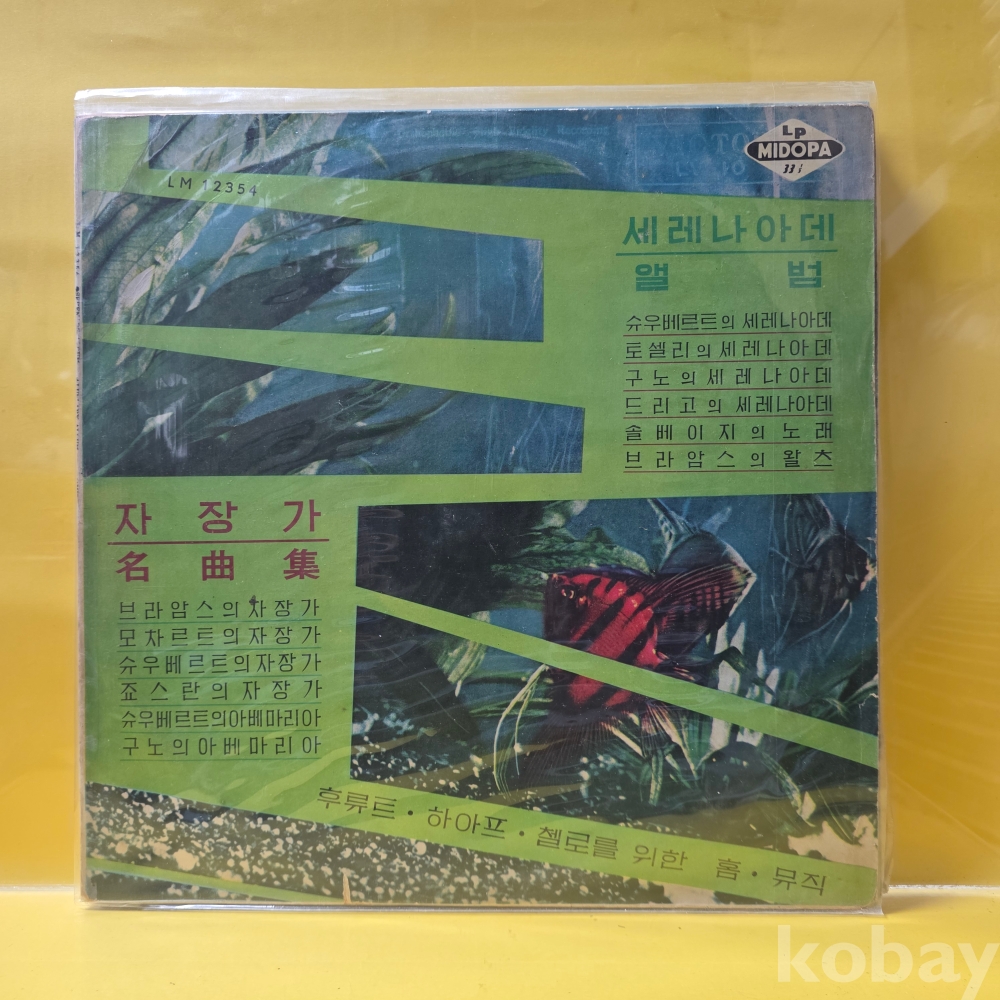 LP
MIDOPA
33⅓
LM 12354
세레나아데
앨 범
슈우베르트의 세레나아데
토셀리의 세레나아데
구노의 세레나아데
드리고의 세레나아데
솔베이지의 노래
브라암스의 왈츠
자장가
名曲集
브라암스의 자장가
모차르트의 자장가
슈우베르트의 자장가
죠스란의 자장가
슈우베르트의 아베마리아
구노의 아베마리아
후류트·하아프·첼로를 위한 홈·뮤직
kobay